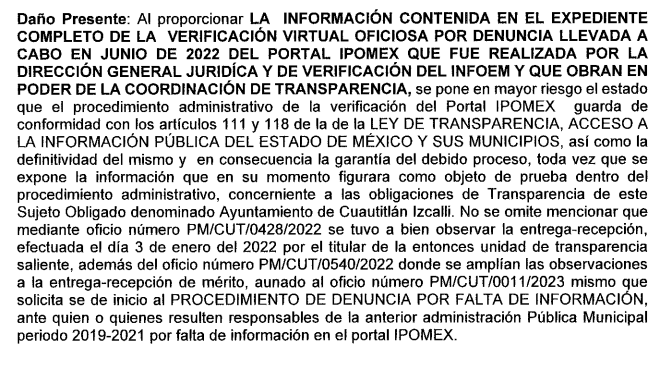 Daño Presente: Al proporcionar LA INFORMACIÓN CONTENIDA EN EL EXPEDIENTE
COMPLETO DE LA VERIFICACIÓN VIRTUAL OFICIOSA POR DENUNCIA LLEVADA A
CABO EN JUNIO DE 2022 DEL PORTAL IPOMEX QUE FUE REALIZADA POR LA
DIRECCIÓN GENERAL JURIDÍCA Y DE VERIFICACIÓN DEL INFOEM Y QUE OBRAN EN
PODER DE LA COORDINACIÓN DE TRANSPARENCIA, se pone en mayor riesgo el estado
que el procedimiento administrativo de la verificación del Portal IPOMEX guarda de
conformidad con los artículos 111 y 118 de la de la LEY DE TRANSPARENCIA, ACCESO A
LA INFORMACIÓN PÚBLICA DEL ESTADO DE MÉXICO Y SUS MUNICIPIOS, así como la
definitividad del mismo y en consecuencia la garantía del debido proceso, toda vez que se
expone la información que en su momento figurara como objeto de prueba dentro del
procedimiento administrativo, concerniente a las obligaciones de Transparencia de este
Sujeto Obligado denominado Ayuntamiento de Cuautitlán Izcalli. No se omite mencionar que
mediante oficio número PM/CUT/0428/2022 se tuvo a bien observar la entrega-recepción,
efectuada el día 3 de enero del 2022 por el titular de la entonces unidad de transparencia
saliente, además del oficio número PM/CUT/0540/2022 donde se amplían las observaciones
a la entrega-recepción de mérito, aunado al oficio número PM/CUT/0011/2023 mismo que
solicita se de inicio al PROCEDIMIENTO DE DENUNCIA POR FALTA DE INFORMACIÓN,
ante quien o quienes resulten responsables de la anterior administración Pública Municipal
periodo 2019-2021 por falta de información en el portal IPOMEX.